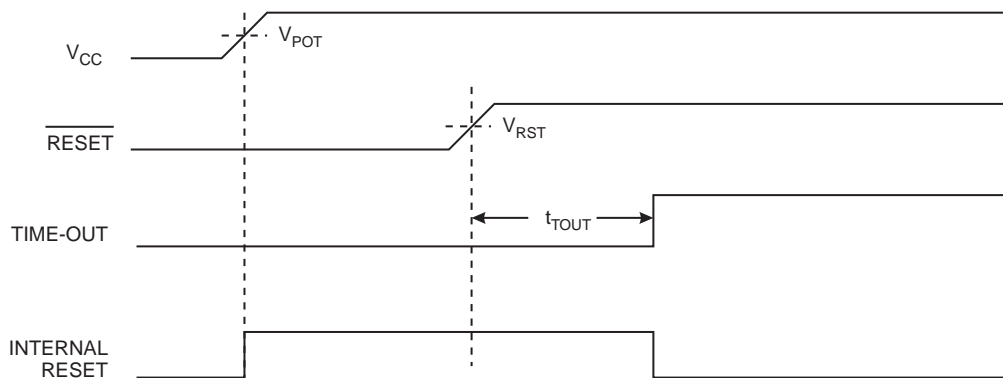 V_CC
V_POT
RESET
V_RST
t_TOUT
TIME-OUT
INTERNAL
RESET